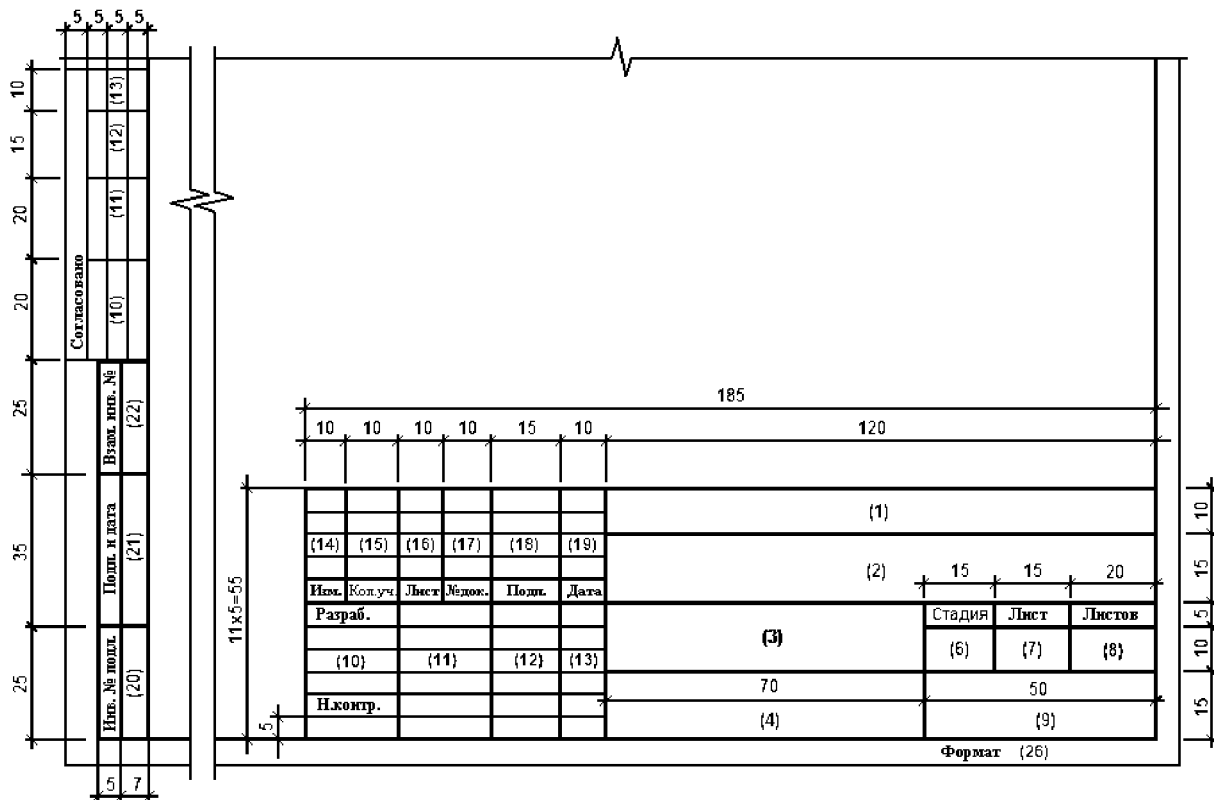 5 5 5 5
10
15
20
20
25
35
25
(13)
(12)
(11)
(10)
Согласовано
Взам. инв. №
(22)
Подп. и дата
(21)
Инв. № подл.
(20)
5 7
185
10 10 10 10 15 10 120
11x5=55
5
(1)
(14) (15) (16) (17) (18) (19)
(2)
15 15 20
Изм. Кол.уч. Лист №док. Подп. Дата
Разраб.
(3)
Стадия Лист Листов
(10) (11) (12) (13)
(6) (7) (8)
70 50
Н.контр.
(4) (9)
Формат (26)
10
15
5
10
15